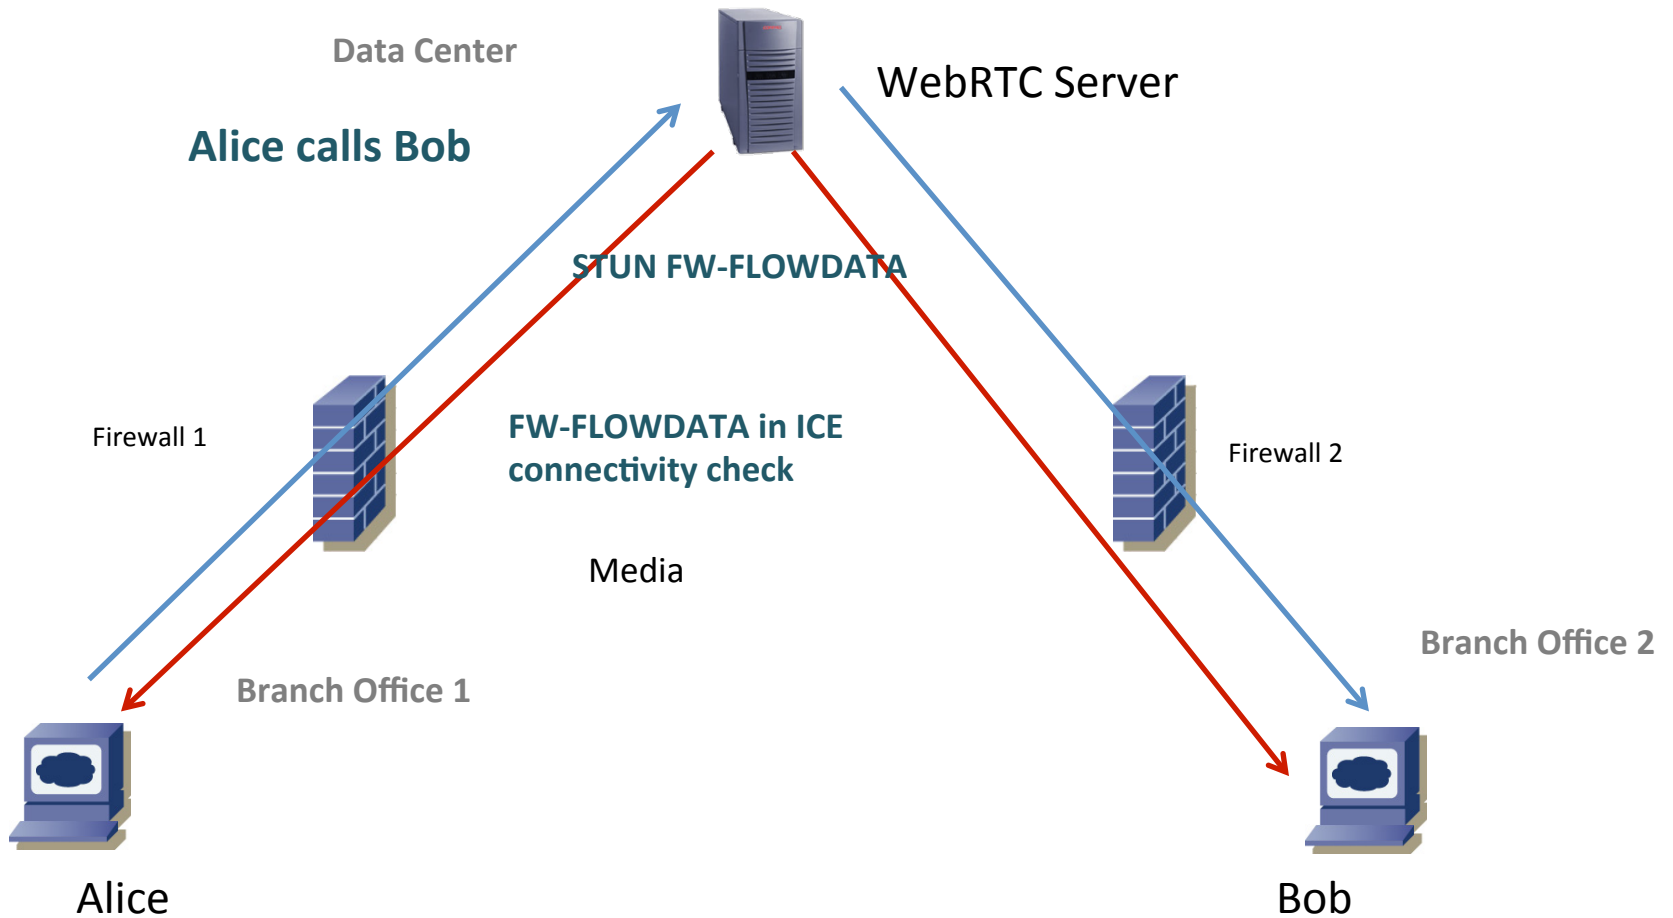 Data Center
WebRTC Server
Alice calls Bob
STUN FW-FLOWDATA
Firewall 1
FW-FLOWDATA in ICE
connectivity check
Firewall 2
Media
Branch Office 2
Branch Office 1
Alice
Bob